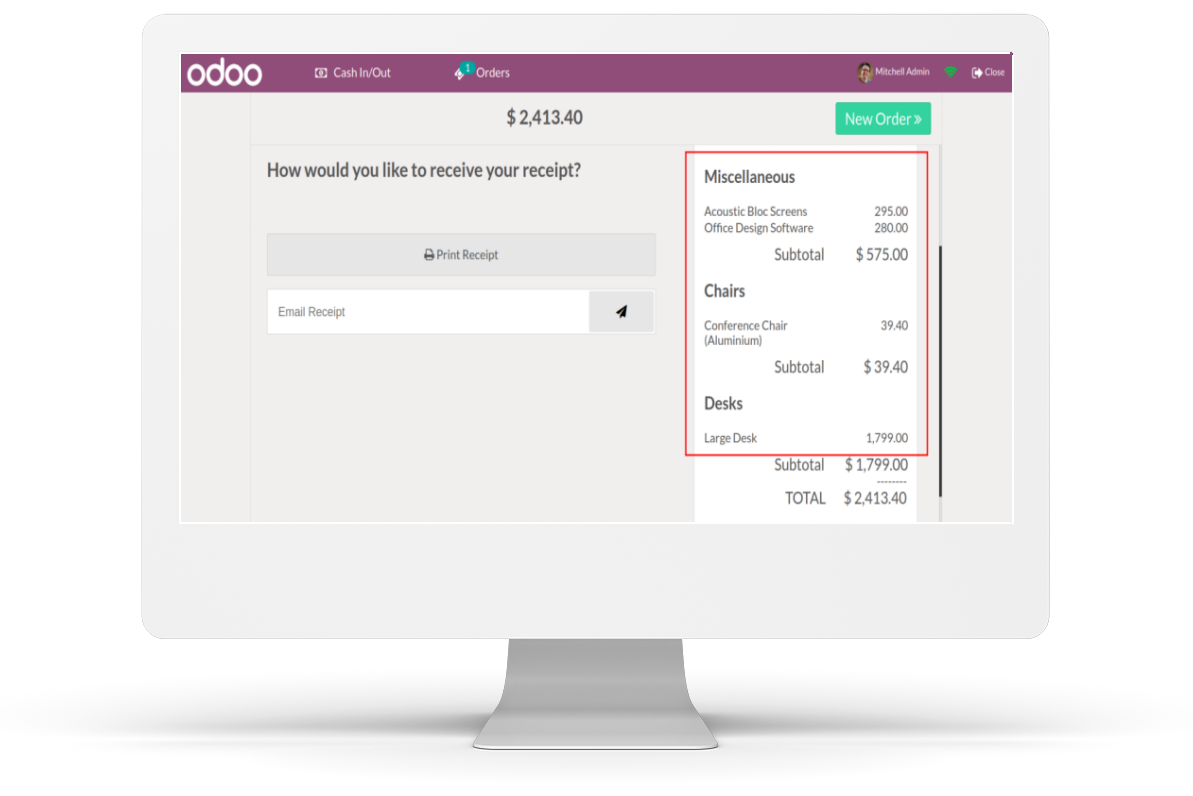 odoo Cash In/Out 1 Orders Mitchell Admin Close
$ 2,413.40 New Order »
How would you like to receive your receipt?
Print Receipt
Email Receipt
Miscellaneous
Acoustic Bloc Screens 295.00
Office Design Software 280.00
Subtotal $ 575.00
Chairs
Conference Chair 39.40
(Aluminium)
Subtotal $ 39.40
Desks
Large Desk 1,799.00
Subtotal $ 1,799.00
--------
TOTAL $ 2,413.40